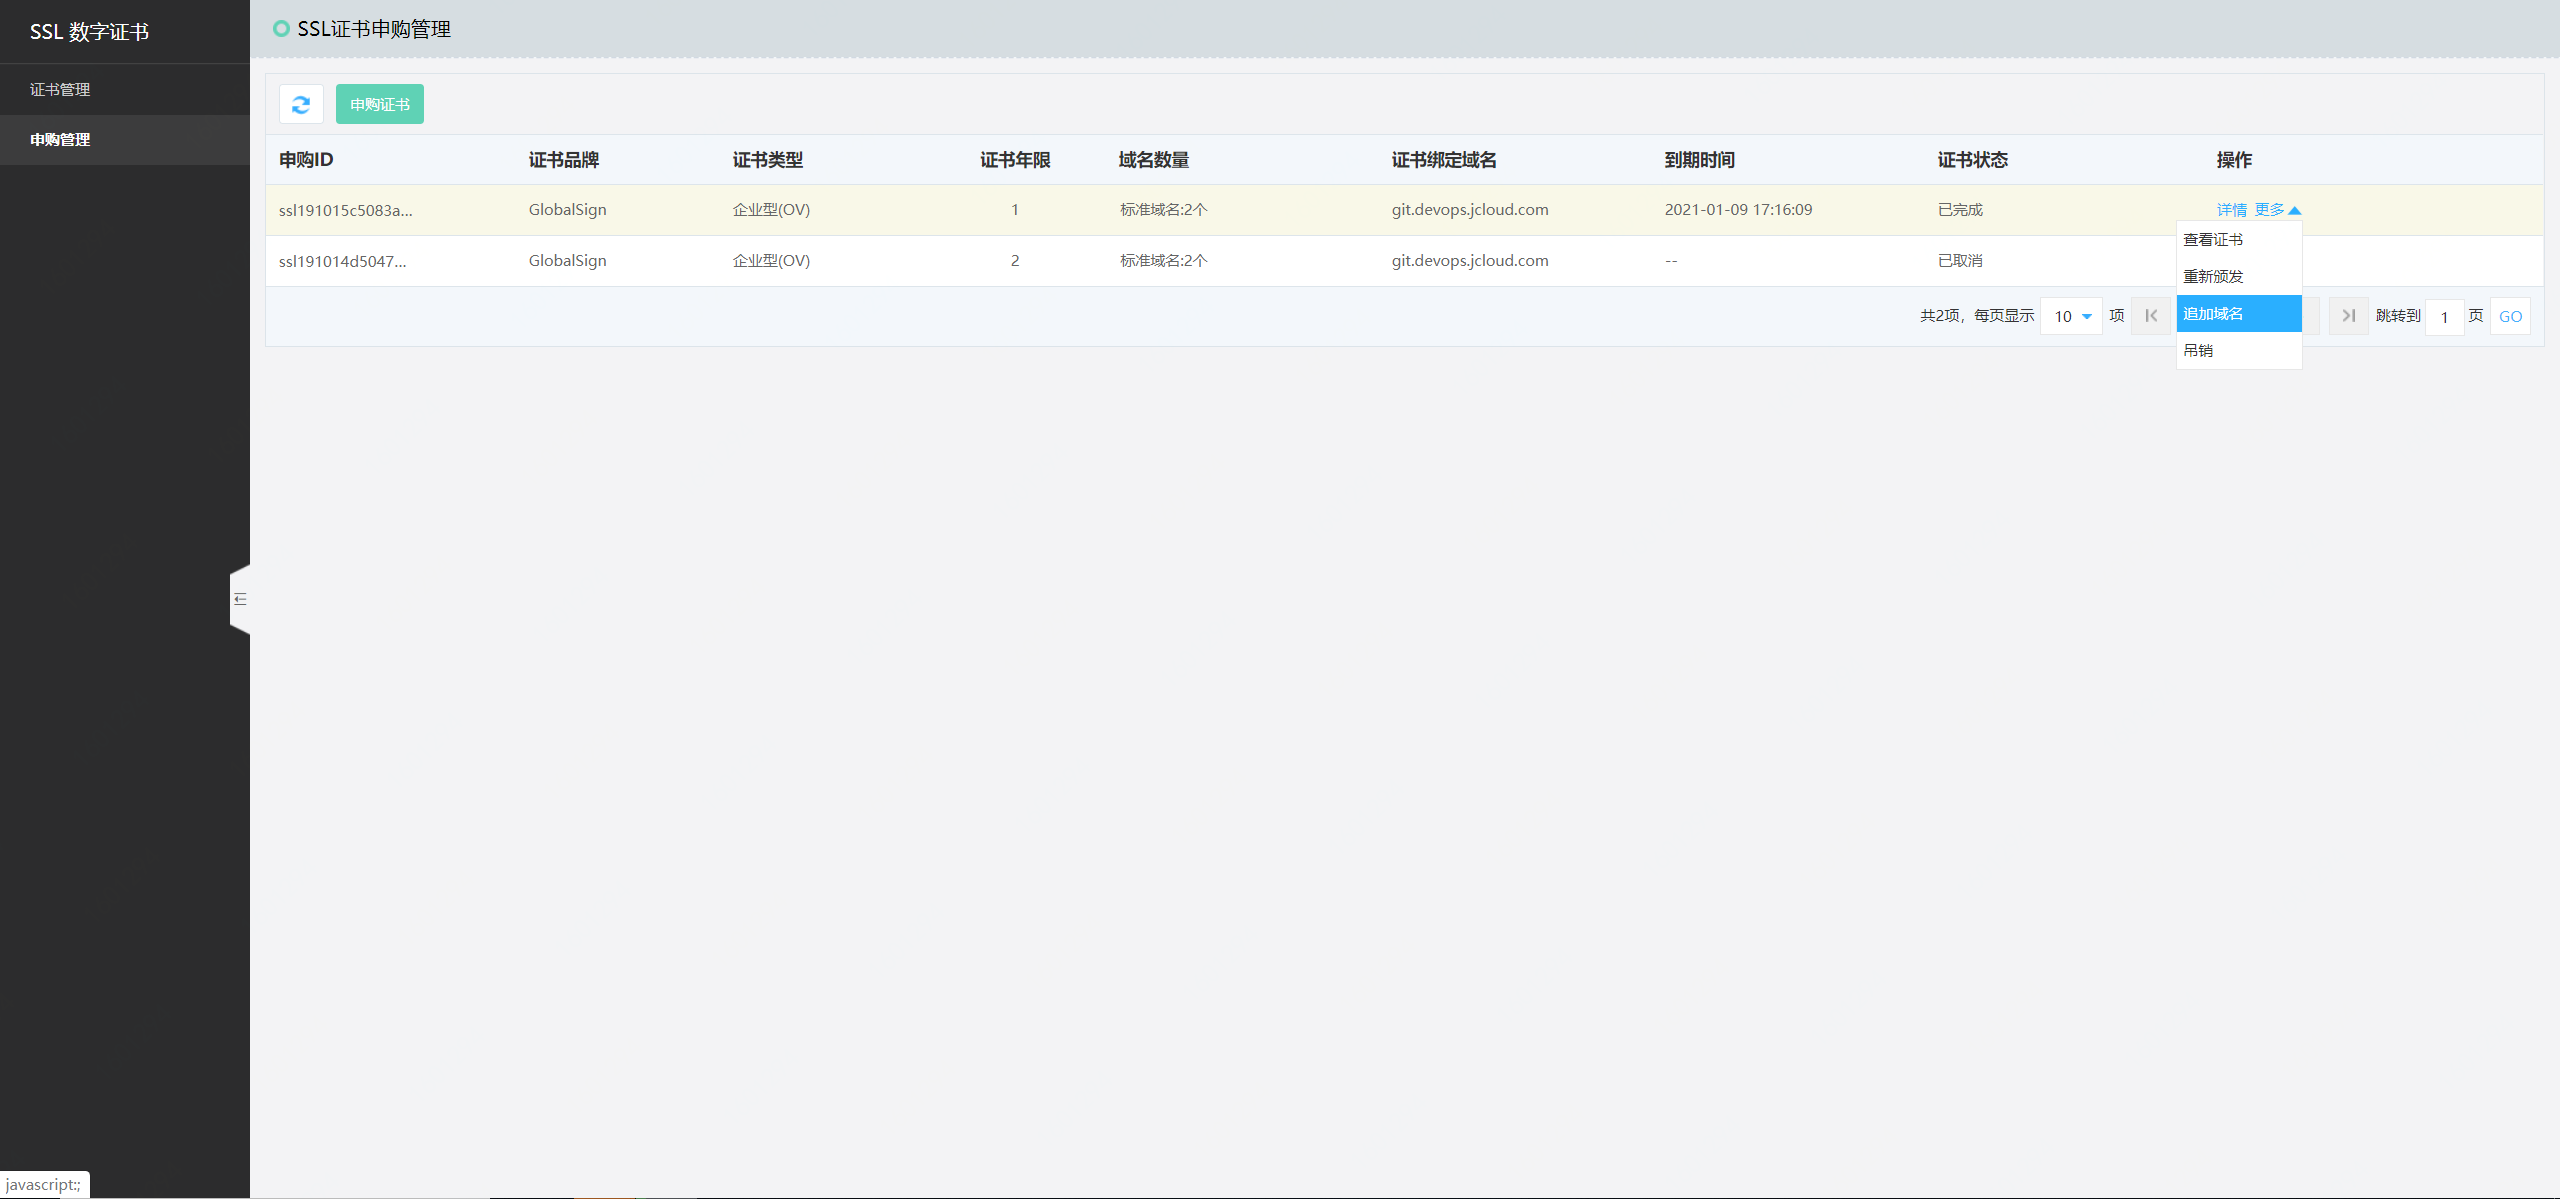 SSL 数字证书
证书管理
申购管理
SSL证书申购管理
申购证书
申购ID 证书品牌 证书类型 证书年限 域名数量 证书绑定域名 到期时间 证书状态 操作
ssl191015c5083a... GlobalSign 企业型(OV) 1 标准域名:2个 git.devops.jcloud.com 2021-01-09 17:16:09 已完成 详情 更多
ssl191014d5047... GlobalSign 企业型(OV) 2 标准域名:2个 git.devops.jcloud.com -- 已取消
查看证书
重新颁发
追加域名
吊销
共2项，每页显示 10 项 跳转到 1 页 GO
javascript:;